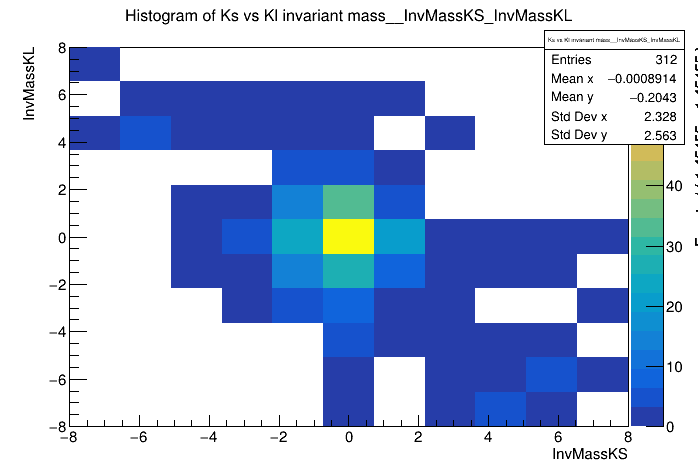 Histogram of Ks vs Kl invariant mass__InvMassKS_InvMassKL
Ks vs Kl invariant mass__InvMassKS_InvMassKL
Entries 312
Mean x −0.0008914
Mean y −0.2043
Std Dev x 2.328
Std Dev y 2.563
InvMassKL
8
6
4
2
0
−2
−4
−6
−8
−8 −6 −4 −2 0 2 4 6 8
InvMassKS
40
30
20
10
0